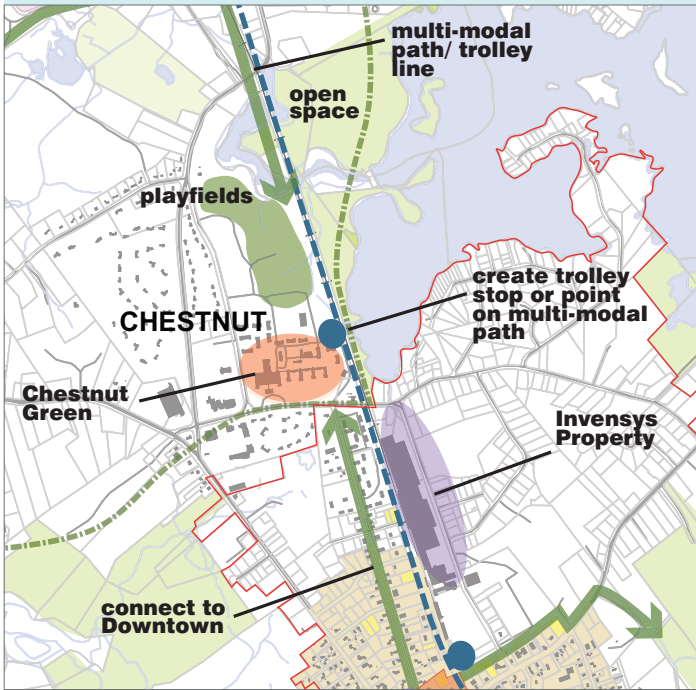 multi-modal
path/ trolley
line
open
space
playfields
create trolley
stop or point
on multi-modal
path
CHESTNUT
Chestnut
Green
Invensys
Property
connect to
Downtown